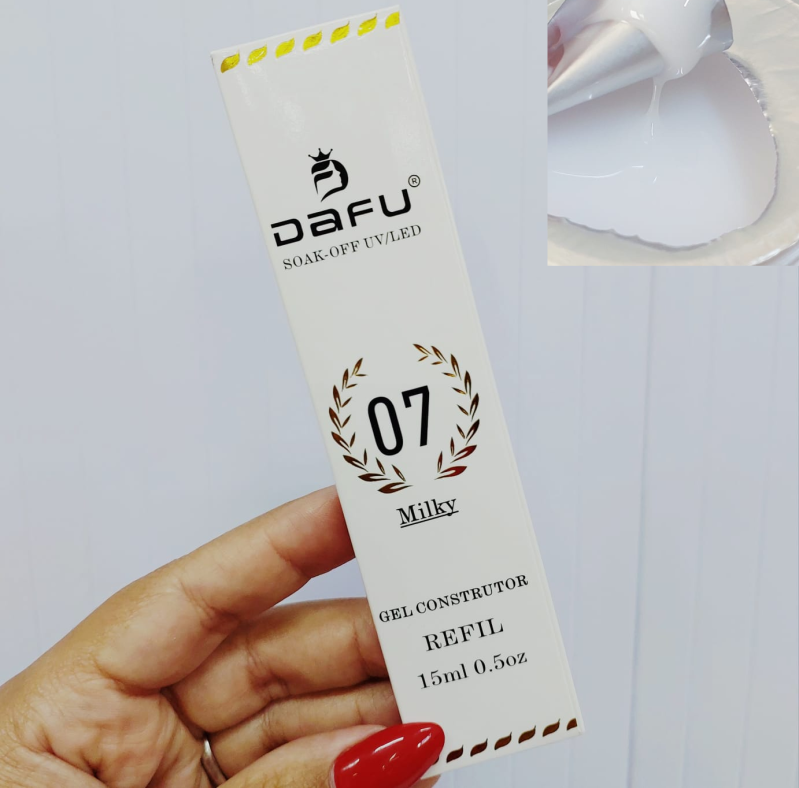 DAFU®
SOAK-OFF UV/LED
07
Milky
GEL CONSTRUTOR
REFIL
15ml 0.5oz